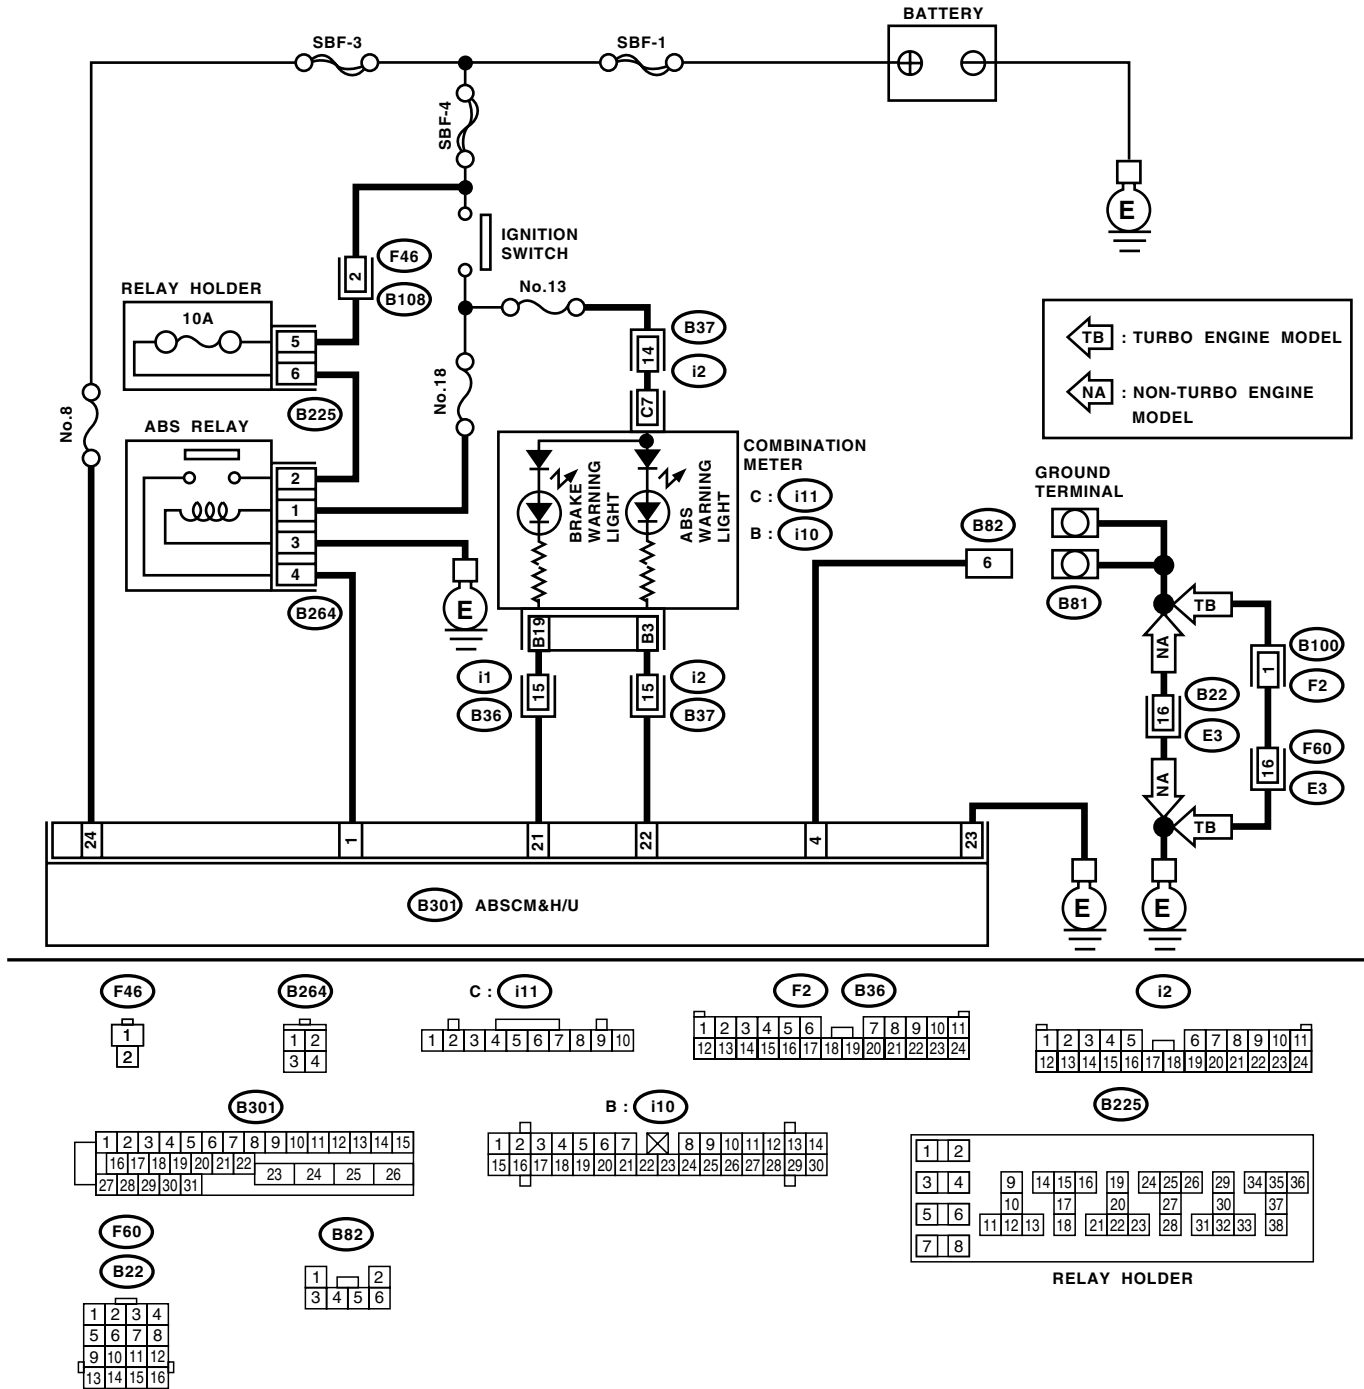 BATTERY
SBF-3
SBF-1
SBF-4
E
IGNITION
SWITCH
F46
2
B108
RELAY HOLDER
10A
5
6
B225
No.13
B37
14
i2
C7
No.18
No.8
TB : TURBO ENGINE MODEL
NA : NON-TURBO ENGINE
MODEL
ABS RELAY
2
1
3
4
B264
E
BRAKE
WARNING
LIGHT
ABS
WARNING
LIGHT
COMBINATION
METER
C : i11
B : i10
B19
B3
i1
15
B36
i2
15
B37
GROUND
TERMINAL
B82
6
B81
TB
NA
B100
1
F2
B22
16
E3
F60
16
E3
NA
TB
24
1
21
22
4
23
E
E
B301 ABSCM&H/U
F46
1
2
B264
1 2
3 4
C : i11
1 2 3 4 5 6 7 8 9 10
F2 B36
1 2 3 4 5 6 7 8 9 10 11
12 13 14 15 16 17 18 19 20 21 22 23 24
i2
1 2 3 4 5 6 7 8 9 10 11
12 13 14 15 16 17 18 19 20 21 22 23 24
B301
1 2 3 4 5 6 7 8 9 10 11 12 13 14 15
16 17 18 19 20 21 22 23 24 25 26
27 28 29 30 31
B : i10
1 2 3 4 5 6 7 8 9 10 11 12 13 14
15 16 17 18 19 20 21 22 23 24 25 26 27 28 29 30
B225
1 2
3 4
5 6
7 8
9 14 15 16 19 24 25 26 29 34 35 36
10 17 20 27 30 37
11 12 13 18 21 22 23 28 31 32 33 38
RELAY HOLDER
F60
B22
1 2 3 4
5 6 7 8
9 10 11 12
13 14 15 16
B82
1 2
3 4 5 6